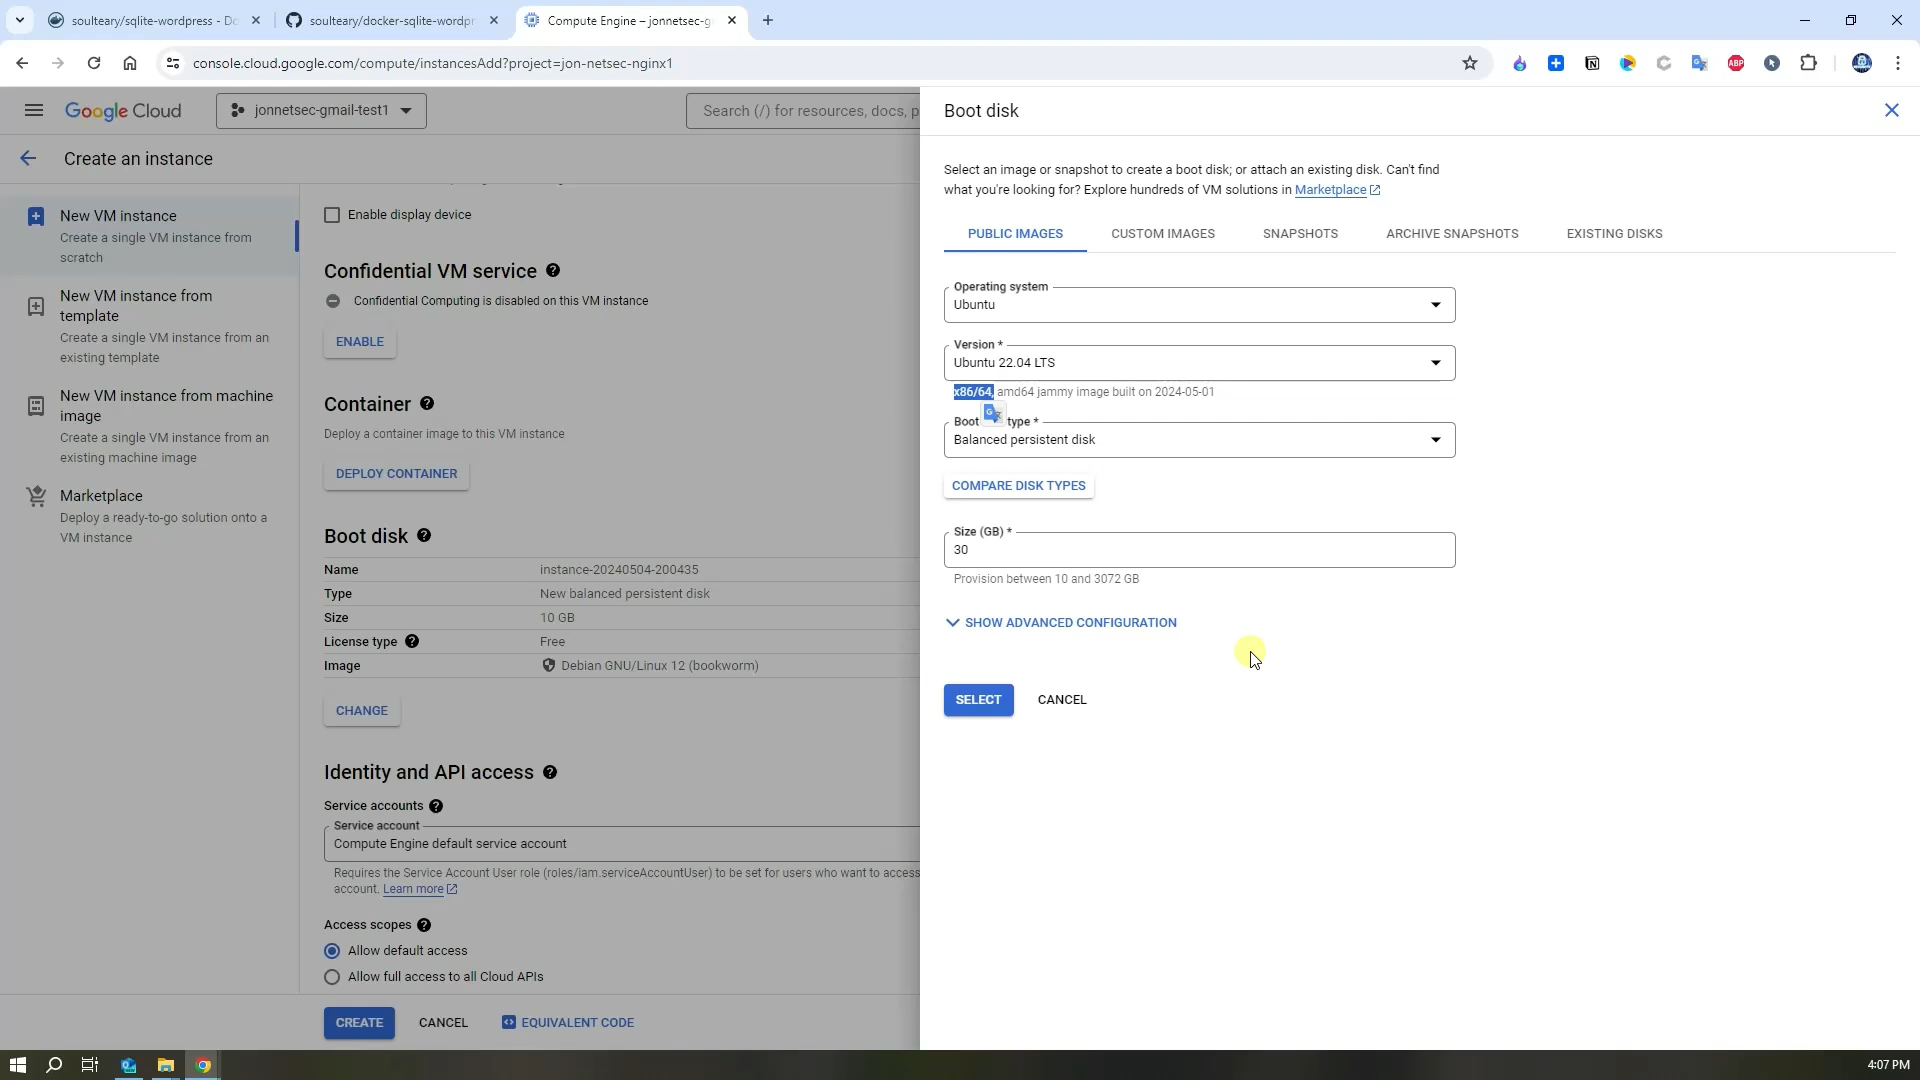 soulteary/sqlite-wordpress - Do
soulteary/docker-sqlite-wordpr
Compute Engine – jonnetsec-g
console.cloud.google.com/compute/instancesAdd?project=jon-netsec-nginx1
ABP
Google Cloud
jonnetsec-gmail-test1
Search (/) for resources, docs, p
Create an instance
New VM instance
Create a single VM instance from
scratch
New VM instance from
template
Create a single VM instance from an
existing template
New VM instance from machine
image
Create a single VM instance from an
existing machine image
Marketplace
Deploy a ready-to-go solution onto a
VM instance
Enable display device
Confidential VM service
Confidential Computing is disabled on this VM instance
ENABLE
Container
Deploy a container image to this VM instance
DEPLOY CONTAINER
Boot disk
Name instance-20240504-200435
Type New balanced persistent disk
Size 10 GB
License type Free
Image Debian GNU/Linux 12 (bookworm)
CHANGE
Identity and API access
Service accounts
Service account
Compute Engine default service account
Requires the Service Account User role (roles/iam.serviceAccountUser) to be set for users who want to access
account. Learn more
Access scopes
Allow default access
Allow full access to all Cloud APIs
CREATE CANCEL EQUIVALENT CODE
Boot disk
Select an image or snapshot to create a boot disk; or attach an existing disk. Can't find
what you're looking for? Explore hundreds of VM solutions in Marketplace
PUBLIC IMAGES CUSTOM IMAGES SNAPSHOTS ARCHIVE SNAPSHOTS EXISTING DISKS
Operating system
Ubuntu
Version *
Ubuntu 22.04 LTS
x86/64, amd64 jammy image built on 2024-05-01
Boot type *
Balanced persistent disk
COMPARE DISK TYPES
Size (GB) *
30
Provision between 10 and 3072 GB
SHOW ADVANCED CONFIGURATION
SELECT CANCEL
4:07 PM